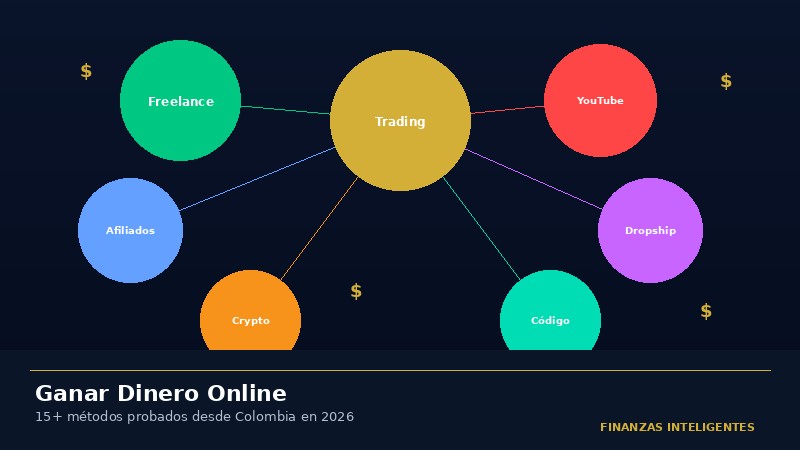 $
$
Freelance
Trading
YouTube
Afiliados
Dropship
$
$
Crypto
Código
Ganar Dinero Online
15+ métodos probados desde Colombia en 2026
FINANZAS INTELIGENTES